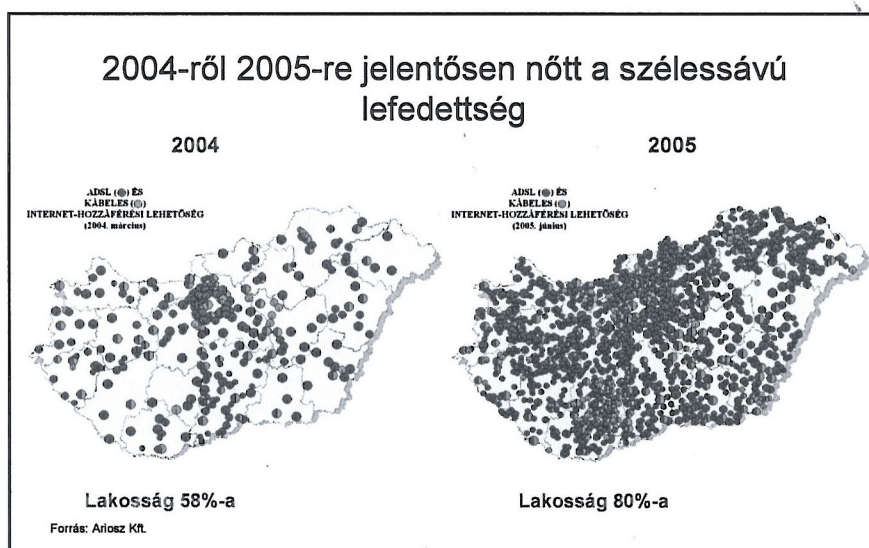 2004-ről 2005-re jelentősen nőtt a szélessávú
lefedettség
2004
2005
ADSL ( ) ÉS
KÁBELES ( )
INTERNET-HOZZÁFÉRÉSI LEHETŐSÉG
(2004. március)
ADSL ( ) ÉS
KÁBELES ( )
INTERNET-HOZZÁFÉRÉSI LEHETŐSÉG
(2005. június)
Lakosság 58%-a
Lakosság 80%-a
Forrás: Ariosz Kft.